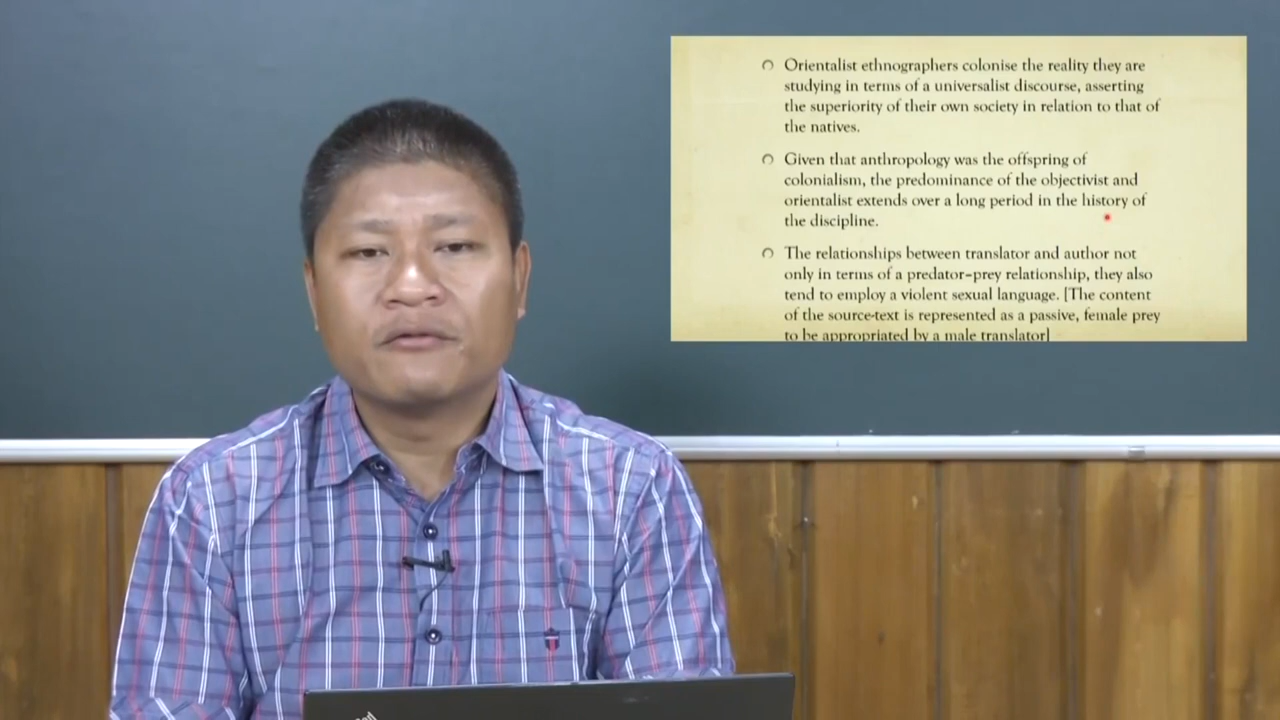 Orientalist ethnographers colonise the reality they are
studying in terms of a universalist discourse, asserting
the superiority of their own society in relation to that of
the natives.
Given that anthropology was the offspring of
colonialism, the predominance of the objectivist and
orientalist extends over a long period in the history of
the discipline.
The relationships between translator and author not
only in terms of a predator–prey relationship, they also
tend to employ a violent sexual language. [The content
of the source-text is represented as a passive, female prey
to be appropriated by a male translator]